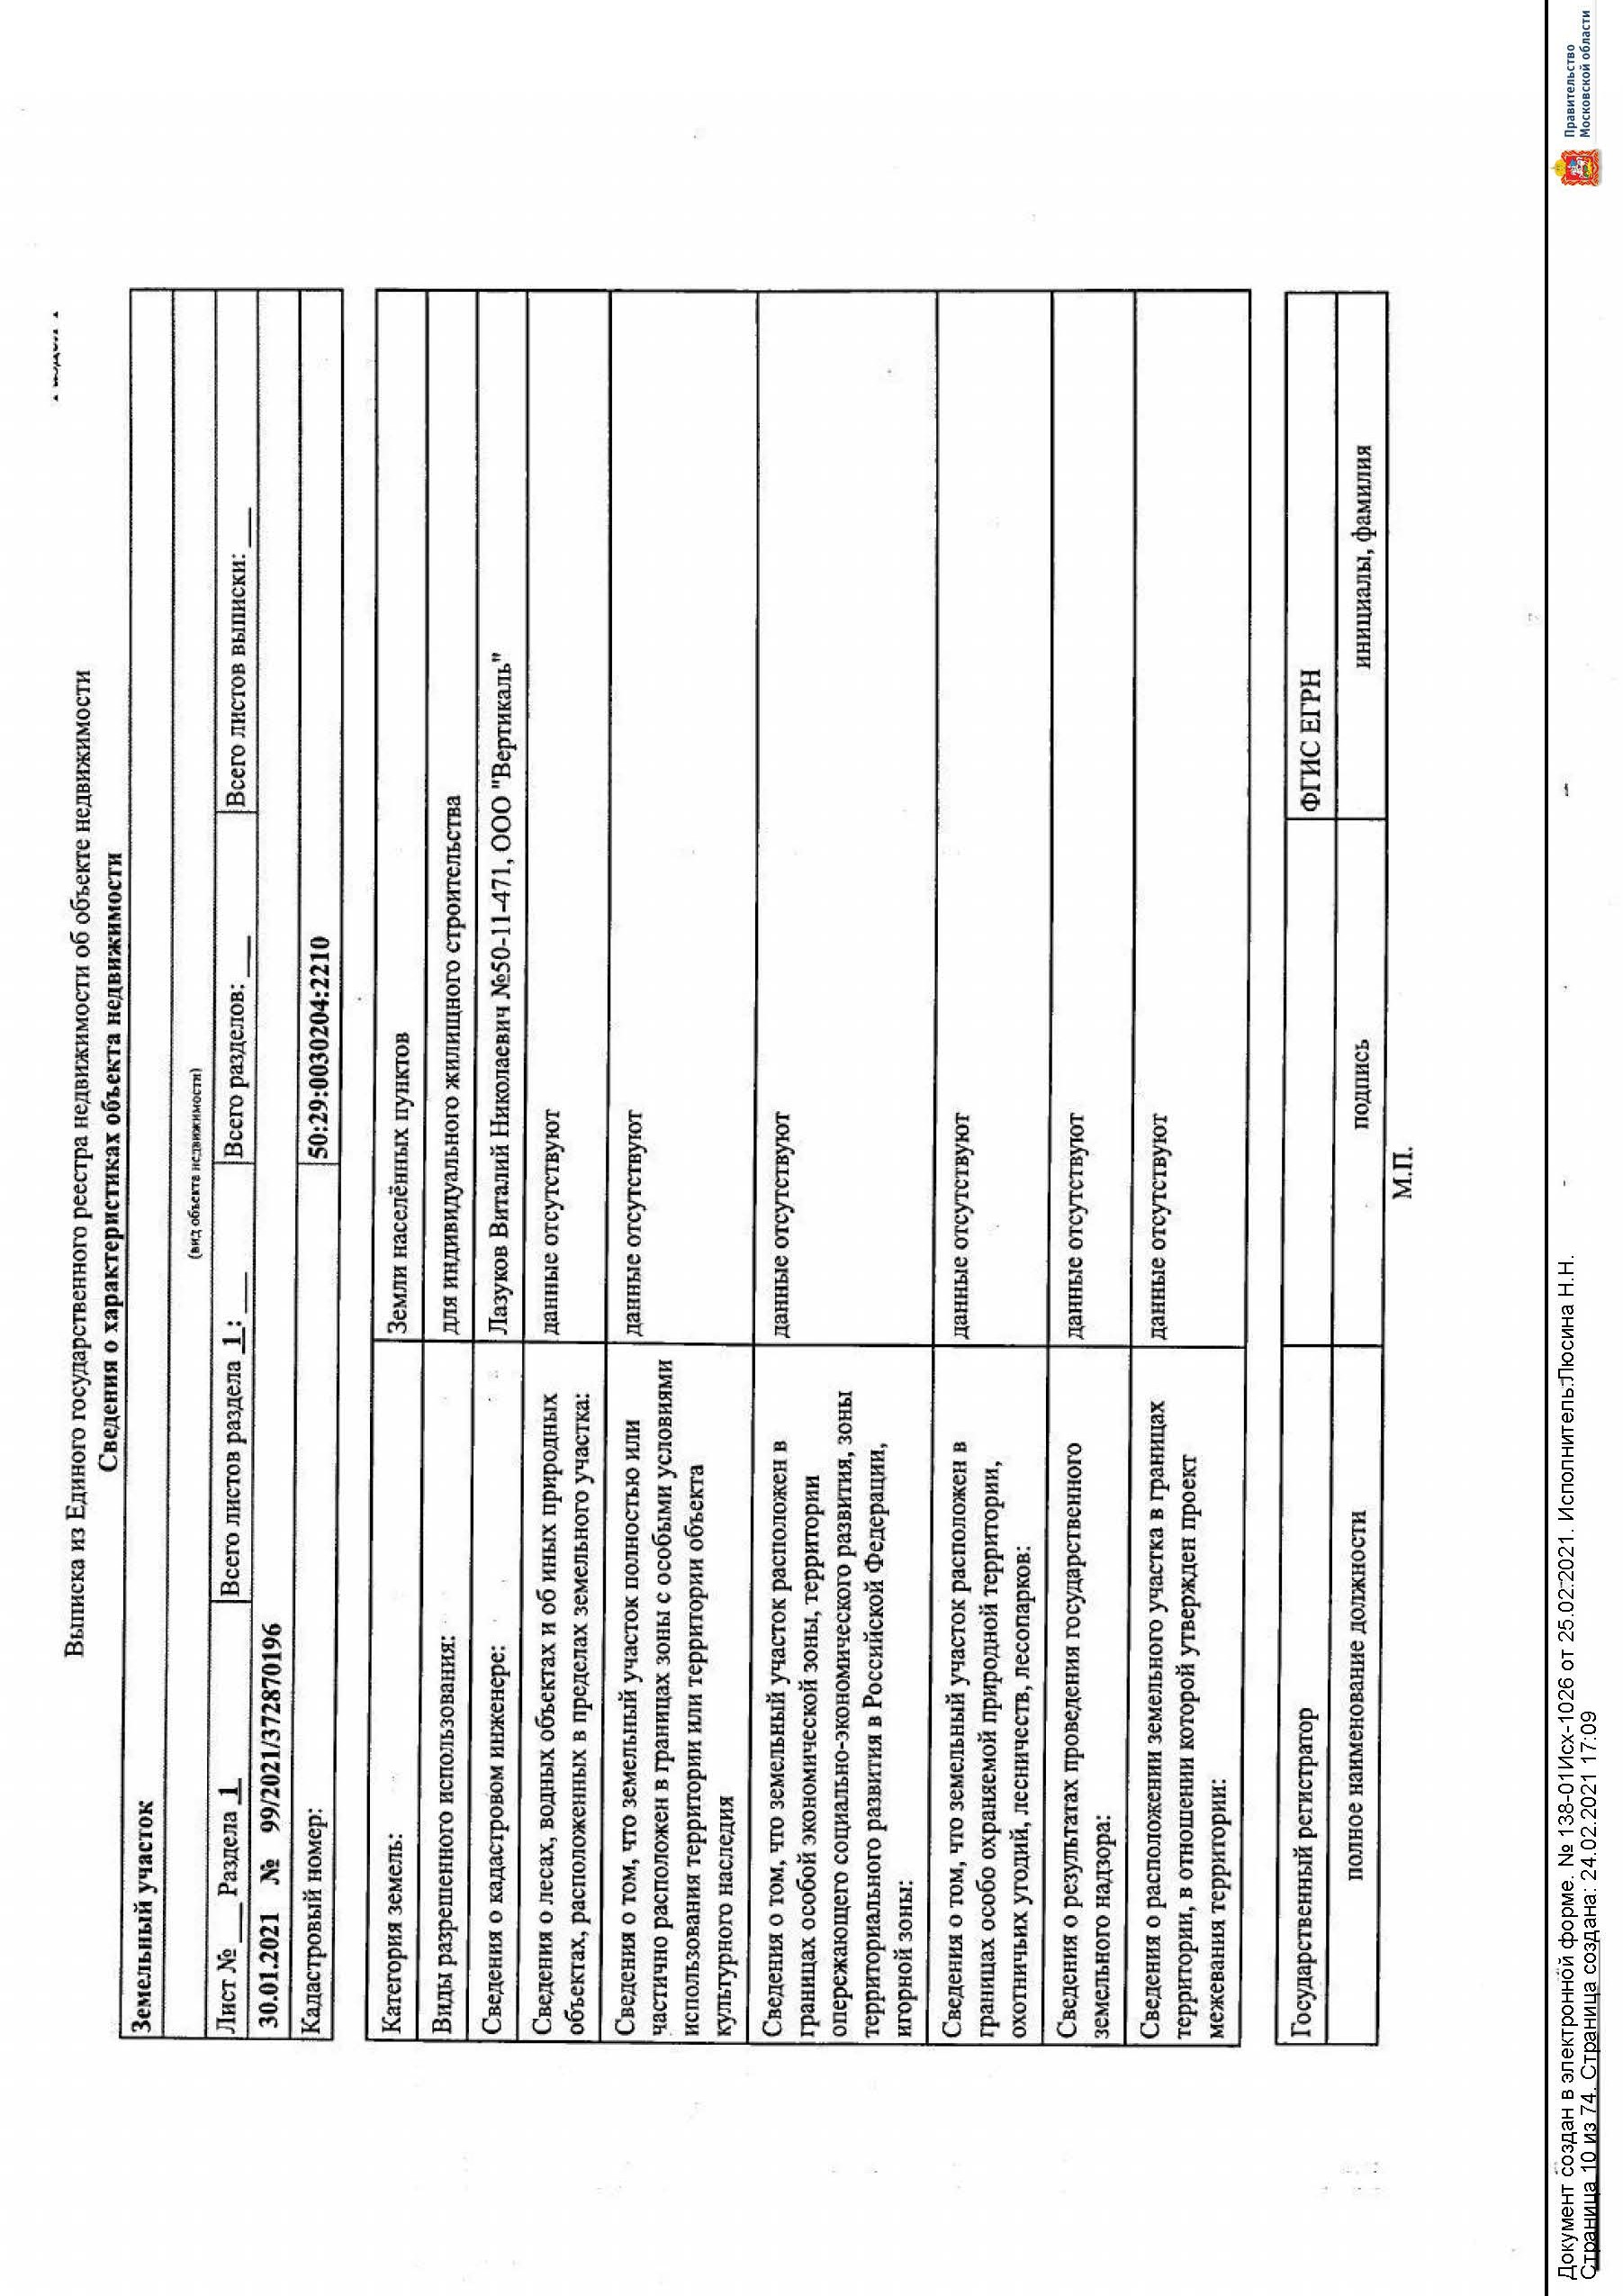 Выписка из Единого государственного реестра недвижимости об объекте недвижимости
Сведения о характеристиках объекта недвижимости
Земельный участок
(вид объекта недвижимости)
Лист № ___ Раздела 1 Всего листов раздела 1: ___ Всего разделов: ___ Всего листов выписки: ___
30.01.2021 № 99/2021/372870196
Кадастровый номер: 50:29:0030204:2210
Категория земель: Земли населённых пунктов
Виды разрешенного использования: для индивидуального жилищного строительства
Сведения о кадастровом инженере: Лазуков Виталий Николаевич №50-11-471, ООО "Вертикаль"
Сведения о лесах, водных объектах и об иных природных данные отсутствуют
объектах, расположенных в пределах земельного участка:
Сведения о том, что земельный участок полностью или данные отсутствуют
частично расположен в границах зоны с особыми условиями
использования территории или территории объекта
культурного наследия
Сведения о том, что земельный участок расположен в данные отсутствуют
границах особой экономической зоны, территории
опережающего социально-экономического развития, зоны
территориального развития в Российской Федерации,
игорной зоны:
Сведения о том, что земельный участок расположен в данные отсутствуют
границах особо охраняемой природной территории,
охотничьих угодий, лесничеств, лесопарков:
Сведения о результатах проведения государственного данные отсутствуют
земельного надзора:
Сведения о расположении земельного участка в границах данные отсутствуют
территории, в отношении которой утвержден проект
межевания территории:
Государственный регистратор ФГИС ЕГРН
полное наименование должности подпись инициалы, фамилия
М.П.
Документ создан в электронной форме. № 138-01Исх-1026 от 25.02.2021. Исполнитель:Люсина Н.Н.
Страница 10 из 74. Страница создана: 24.02.2021 17:09
Правительство
Московской области